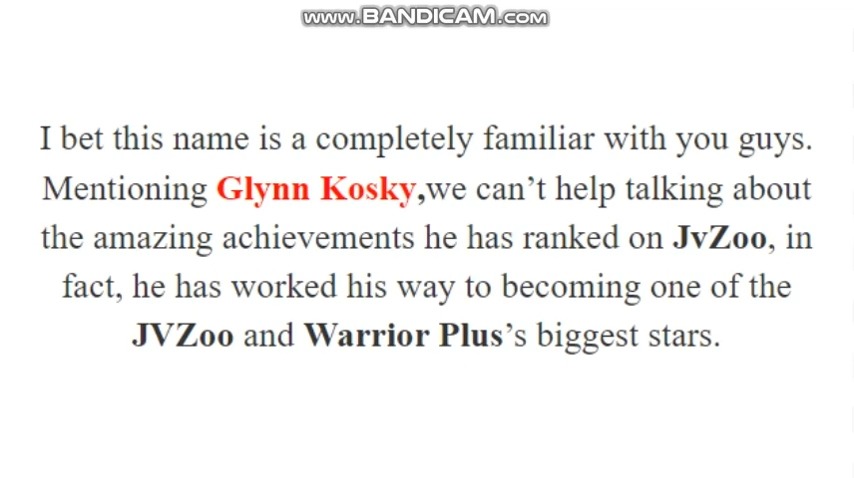 www.BANDICAM.com
I bet this name is a completely familiar with you guys.
Mentioning Glynn Kosky,we can’t help talking about
the amazing achievements he has ranked on JvZoo, in
fact, he has worked his way to becoming one of the
JVZoo and Warrior Plus’s biggest stars.